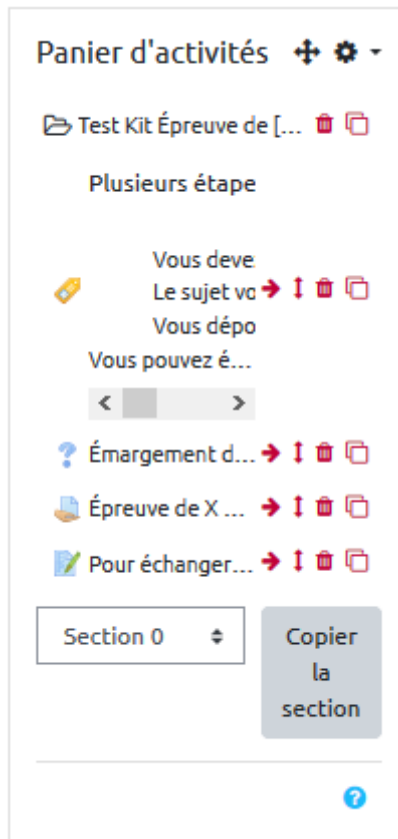 Panier d'activités
Test Kit Épreuve de [...
Plusieurs étape
Vous deve
Le sujet vo
Vous dépo
Vous pouvez é...
Émargement d...
Épreuve de X ...
Pour échanger...
Section 0
Copier
la
section